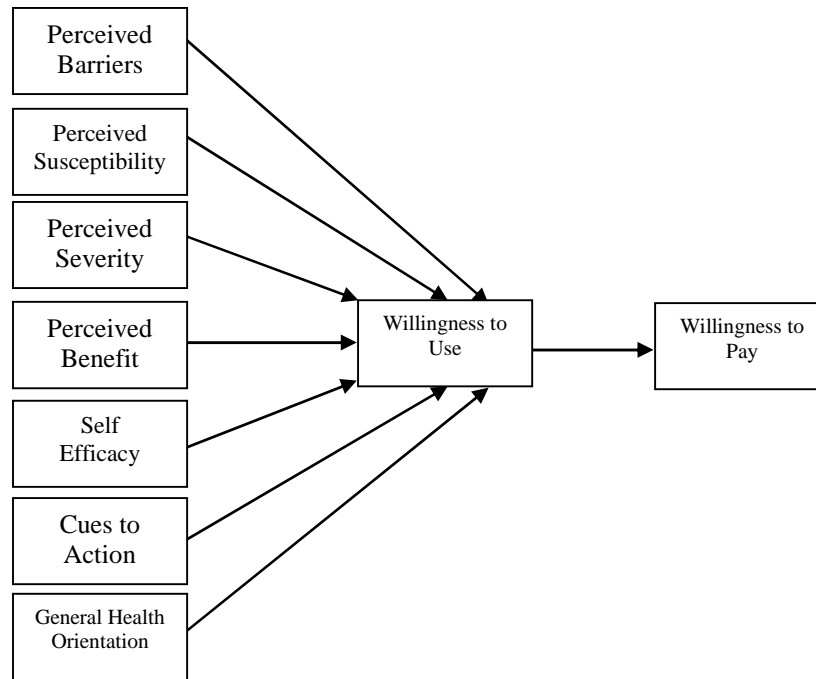 Perceived
Barriers
Perceived
Susceptibility
Perceived
Severity
Perceived
Benefit
Self
Efficacy
Cues to
Action
General Health
Orientation
Willingness to
Use
Willingness to
Pay